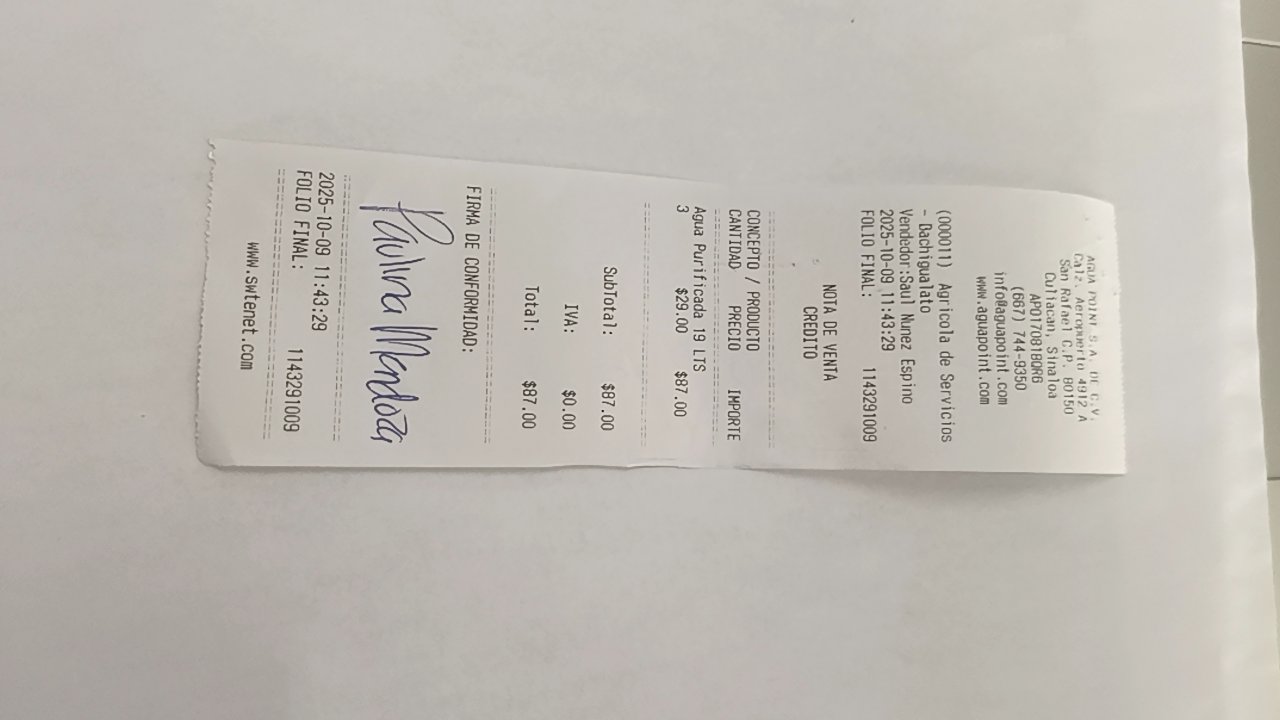 AGUA POINT S.A. DE C.V.
Calz. Aeropuerto 4912 A
San Rafael C.P. 80150
Culiacan, Sinaloa
APO170818QR6
(667) 744-9350
info@aguapoint.com
www.aguapoint.com
(000011) Agricola de Servicios
- Bachigualato
Vendedor:Saul Nunez Espino
2025-10-09 11:43:29
FOLIO FINAL: 1143291009
NOTA DE VENTA
CREDITO
CONCEPTO / PRODUCTO
CANTIDAD PRECIO IMPORTE
Agua Purificada 19 LTS
3 $29.00 $87.00
SubTotal: $87.00
IVA: $0.00
Total: $87.00
FIRMA DE CONFORMIDAD:
Paulina Mendoza
2025-10-09 11:43:29
FOLIO FINAL: 1143291009
www.swtenet.com